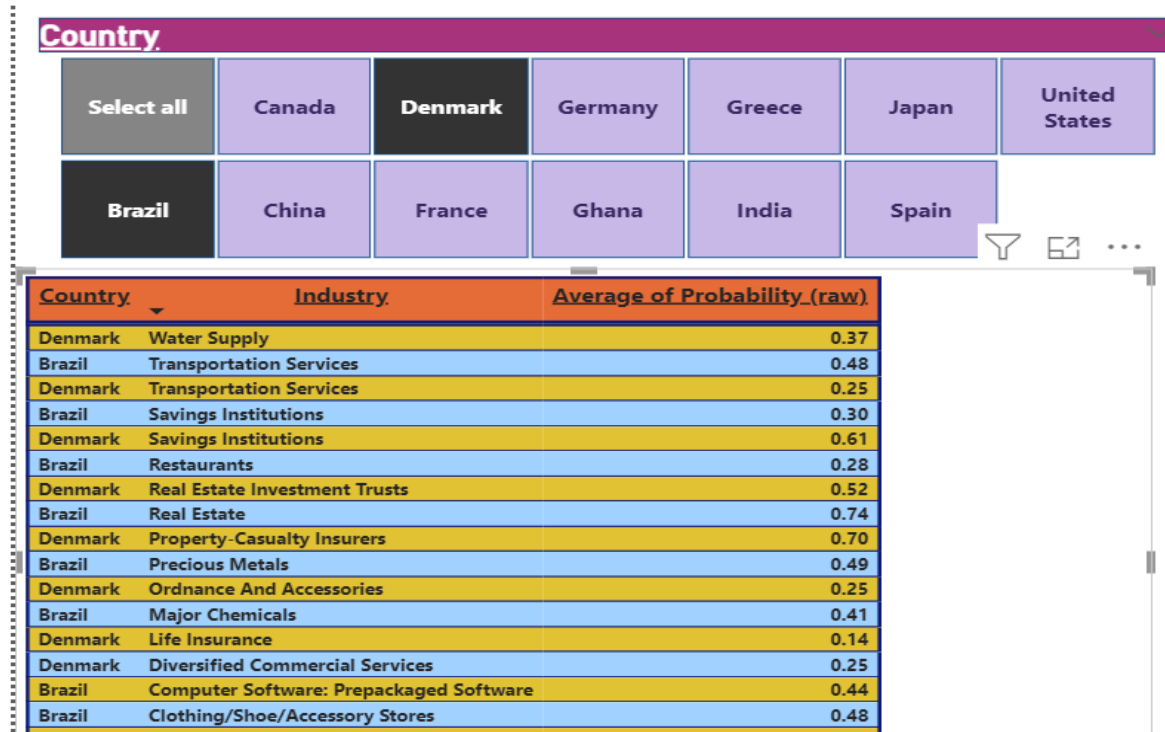 Country
Select all Canada Denmark Germany Greece Japan United States
Brazil China France Ghana India Spain
Country Industry Average of Probability (raw)
Denmark Water Supply 0.37
Brazil Transportation Services 0.48
Denmark Transportation Services 0.25
Brazil Savings Institutions 0.30
Denmark Savings Institutions 0.61
Brazil Restaurants 0.28
Denmark Real Estate Investment Trusts 0.52
Brazil Real Estate 0.74
Denmark Property-Casualty Insurers 0.70
Brazil Precious Metals 0.49
Denmark Ordnance And Accessories 0.25
Brazil Major Chemicals 0.41
Denmark Life Insurance 0.14
Denmark Diversified Commercial Services 0.25
Brazil Computer Software: Prepackaged Software 0.44
Brazil Clothing/Shoe/Accessory Stores 0.48